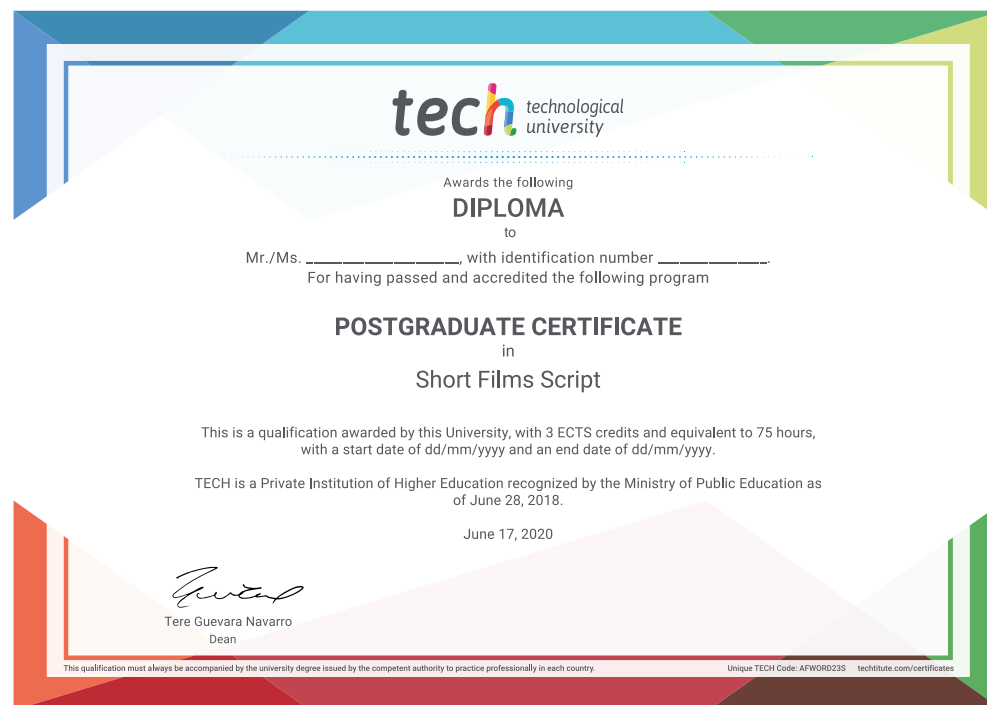 tech technological
university
Awards the following
DIPLOMA
to
Mr./Ms. ____________________, with identification number ______________.
For having passed and accredited the following program
POSTGRADUATE CERTIFICATE
in
Short Films Script
This is a qualification awarded by this University, with 3 ECTS credits and equivalent to 75 hours,
with a start date of dd/mm/yyyy and an end date of dd/mm/yyyy.
TECH is a Private Institution of Higher Education recognized by the Ministry of Public Education as
of June 28, 2018.
June 17, 2020
Tere Guevara Navarro
Dean
This qualification must always be accompanied by the university degree issued by the competent authority to practice professionally in each country.
Unique TECH Code: AFWORD23S techtitute.com/certificates